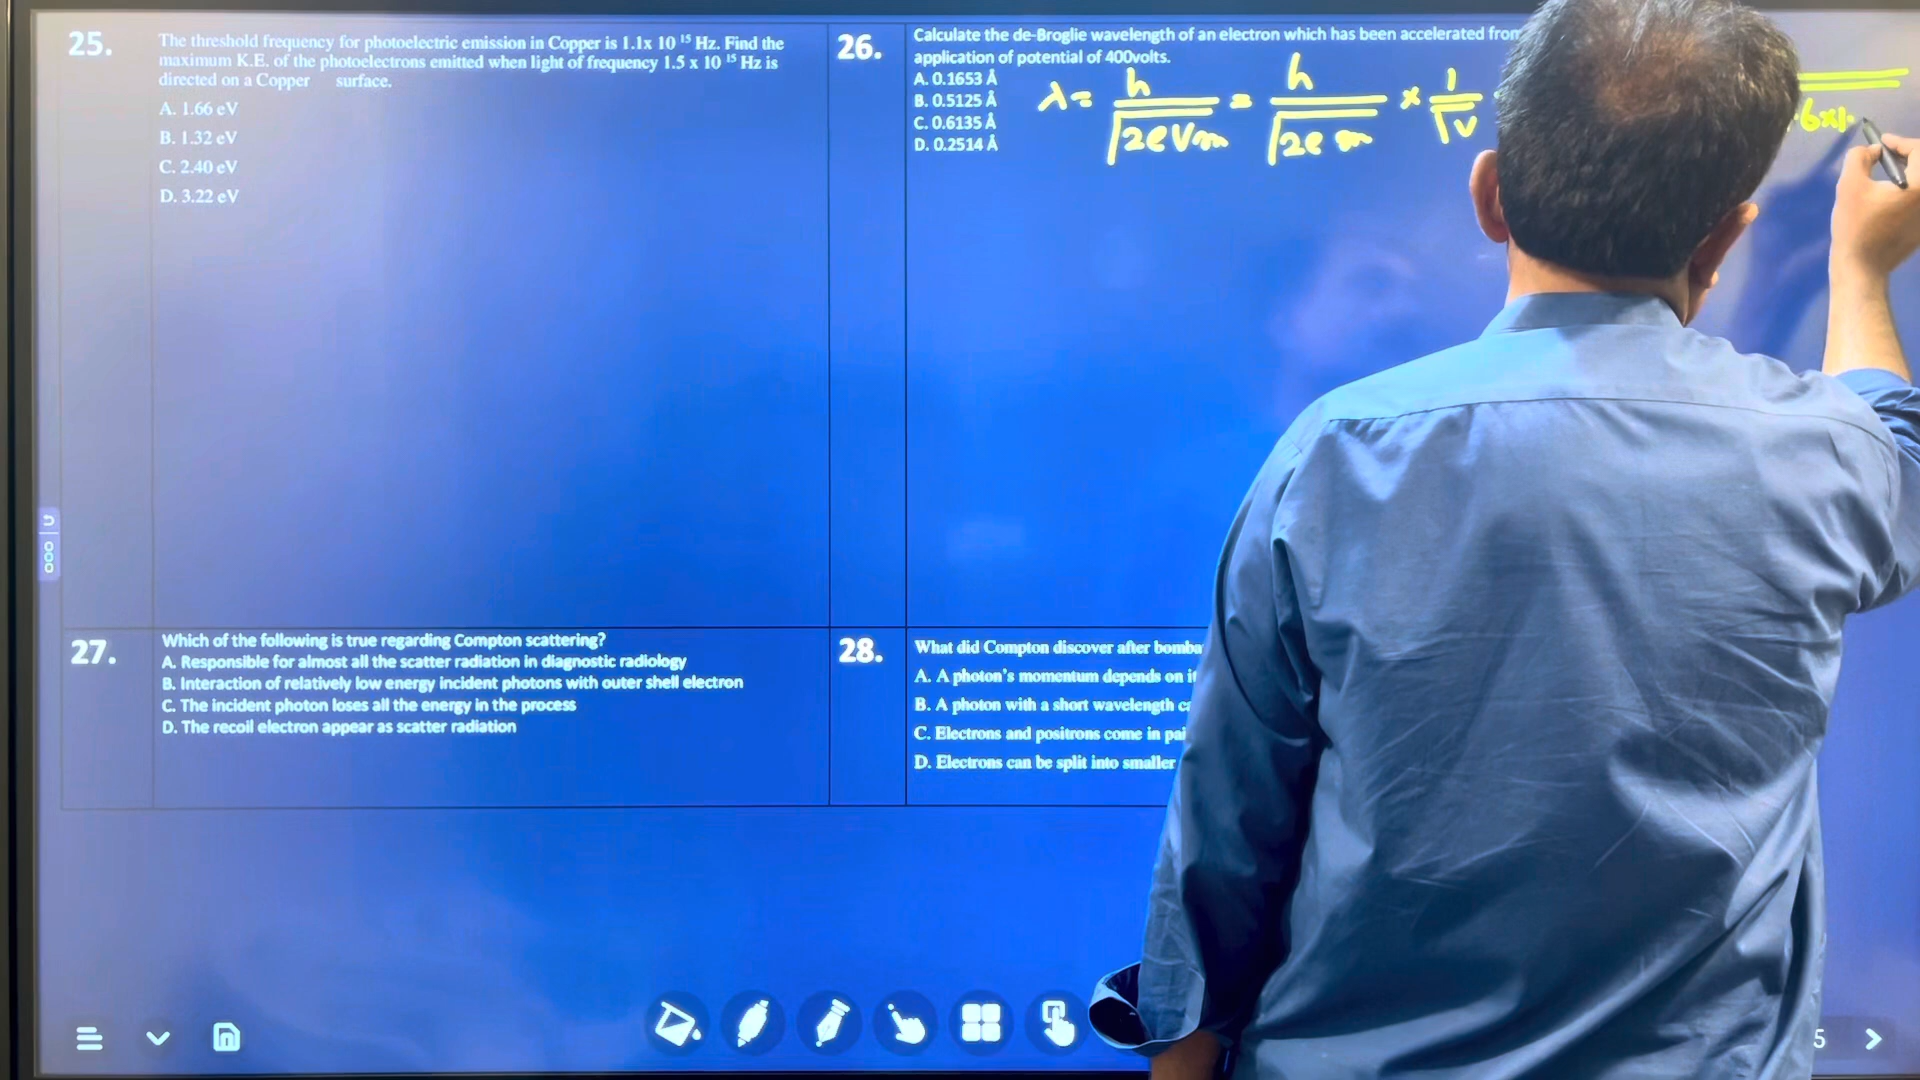 25.
The threshold frequency for photoelectric emission in Copper is 1.1x 10 ¹⁵ Hz. Find the
maximum K.E. of the photoelectrons emitted when light of frequency 1.5 x 10 ¹⁵ Hz is
directed on a Copper surface.
A. 1.66 eV
B. 1.32 eV
C. 2.40 eV
D. 3.22 eV
26.
Calculate the de-Broglie wavelength of an electron which has been accelerated from
application of potential of 400volts.
A. 0.1653 Å
B. 0.5125 Å
C. 0.6135 Å
D. 0.2514 Å
λ = h/√2eVm = h/√2em × 1/√V
6x1.
27.
Which of the following is true regarding Compton scattering?
A. Responsible for almost all the scatter radiation in diagnostic radiology
B. Interaction of relatively low energy incident photons with outer shell electron
C. The incident photon loses all the energy in the process
D. The recoil electron appear as scatter radiation
28.
What did Compton discover after
A. A photon's momentum depends on
B. A photon with a short wavelength
C. Electrons and positrons come in
D. Electrons can be split into smaller
5